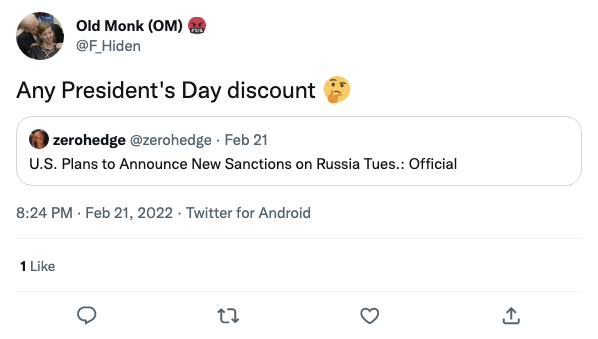 Old Monk (OM) 🤬
@F_Hiden
Any President's Day discount 🤔
zerohedge @zerohedge · Feb 21
U.S. Plans to Announce New Sanctions on Russia Tues.: Official
8:24 PM · Feb 21, 2022 · Twitter for Android
1 Like